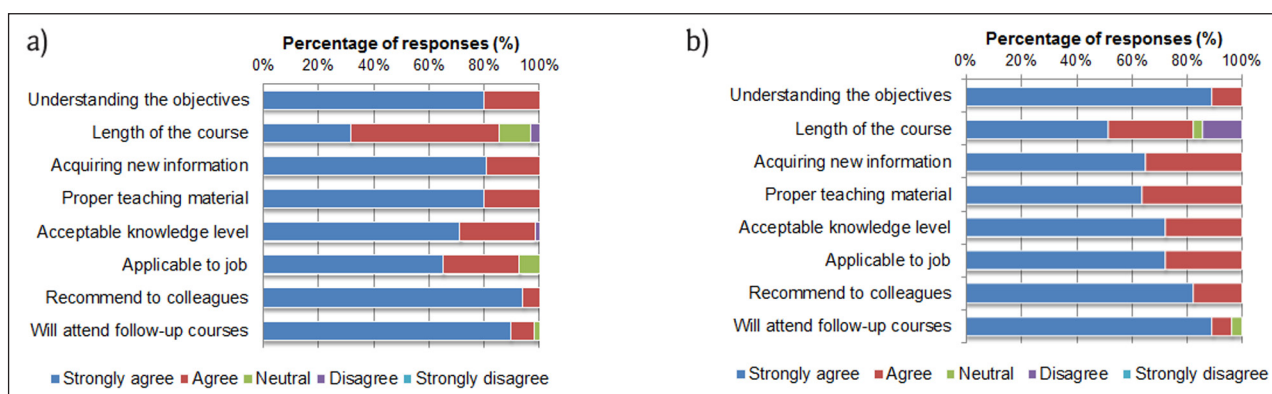 a)
Percentage of responses (%)
0% 20% 40% 60% 80% 100%
Understanding the objectives
Length of the course
Acquiring new information
Proper teaching material
Acceptable knowledge level
Applicable to job
Recommend to colleagues
Will attend follow-up courses
Strongly agree Agree Neutral Disagree Strongly disagree
b)
Percentage of responses (%)
0% 20% 40% 60% 80% 100%
Understanding the objectives
Length of the course
Acquiring new information
Proper teaching material
Acceptable knowledge level
Applicable to job
Recommend to colleagues
Will attend follow-up courses
Strongly agree Agree Neutral Disagree Strongly disagree